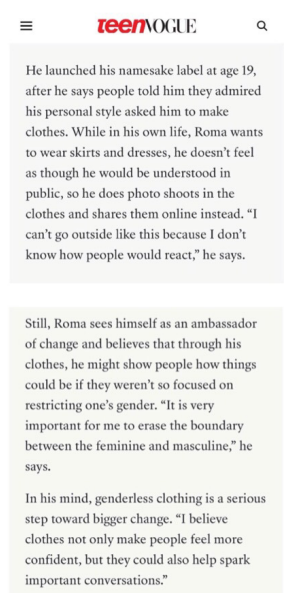 teenVOGUE
He launched his namesake label at age 19,
after he says people told him they admired
his personal style asked him to make
clothes. While in his own life, Roma wants
to wear skirts and dresses, he doesn’t feel
as though he would be understood in
public, so he does photo shoots in the
clothes and shares them online instead. “I
can’t go outside like this because I don’t
know how people would react,” he says.
Still, Roma sees himself as an ambassador
of change and believes that through his
clothes, he might show people how things
could be if they weren’t so focused on
restricting one’s gender. “It is very
important for me to erase the boundary
between the feminine and masculine,” he
says.
In his mind, genderless clothing is a serious
step toward bigger change. “I believe
clothes not only make people feel more
confident, but they could also help spark
important conversations.”